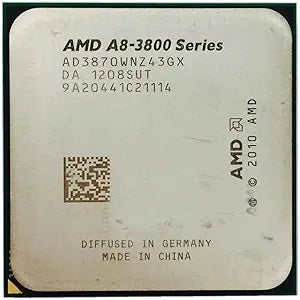 AMD A8-3800 Series
AD3870WNZ43GX
DA 1208SUT
9A20441C21114
AMD
© 2010 AMD
DIFFUSED IN GERMANY
MADE IN CHINA